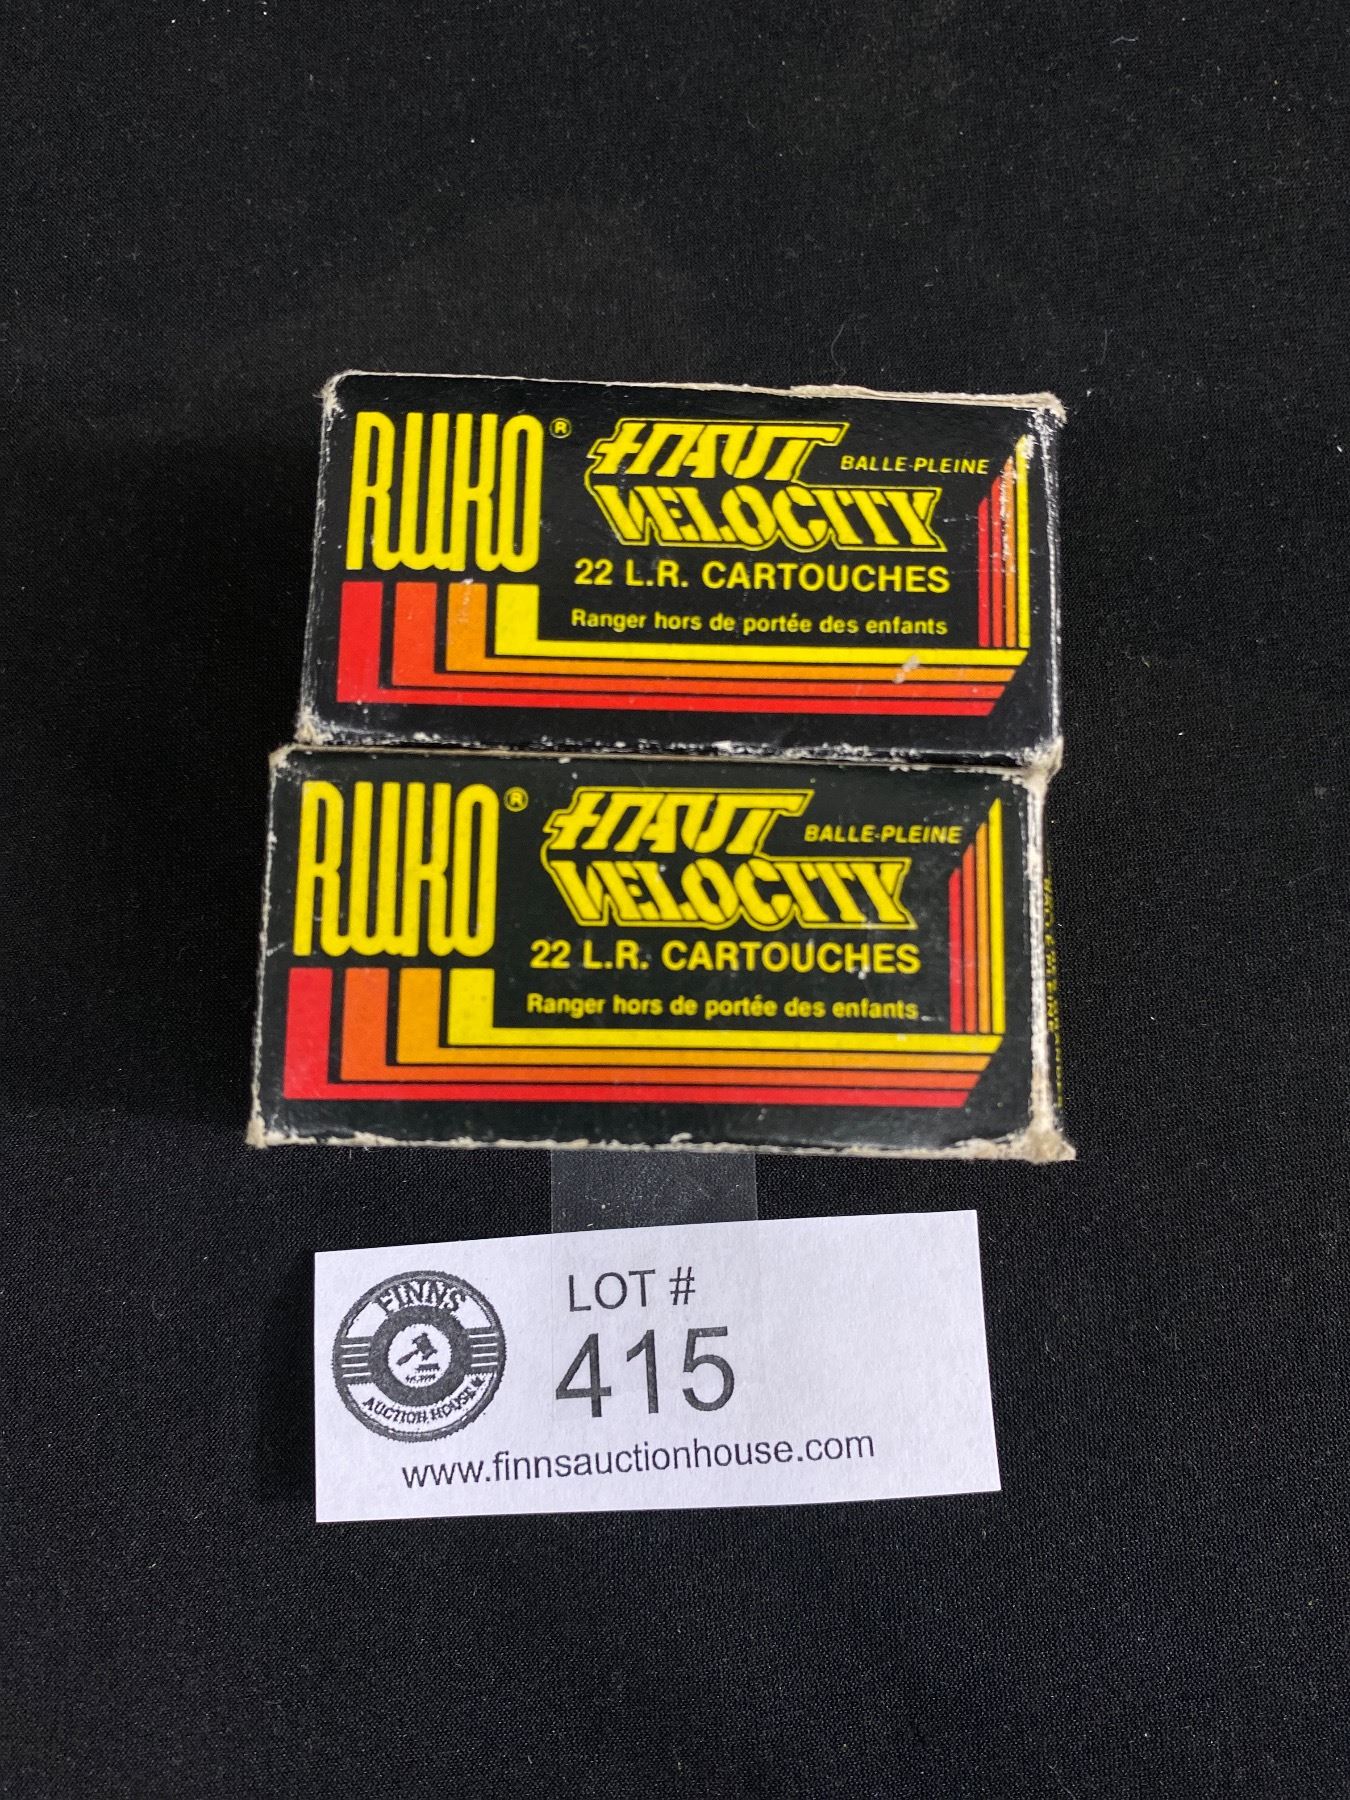 RUKO®
HAUT
BALLE-PLEINE
VELOCITY
22 L.R. CARTOUCHES
Ranger hors de portée des enfants
RUKO®
HAUT
BALLE-PLEINE
VELOCITY
22 L.R. CARTOUCHES
Ranger hors de portée des enfants
FINNS
AUCTION HOUSE
LOT #
415
www.finnsauctionhouse.com